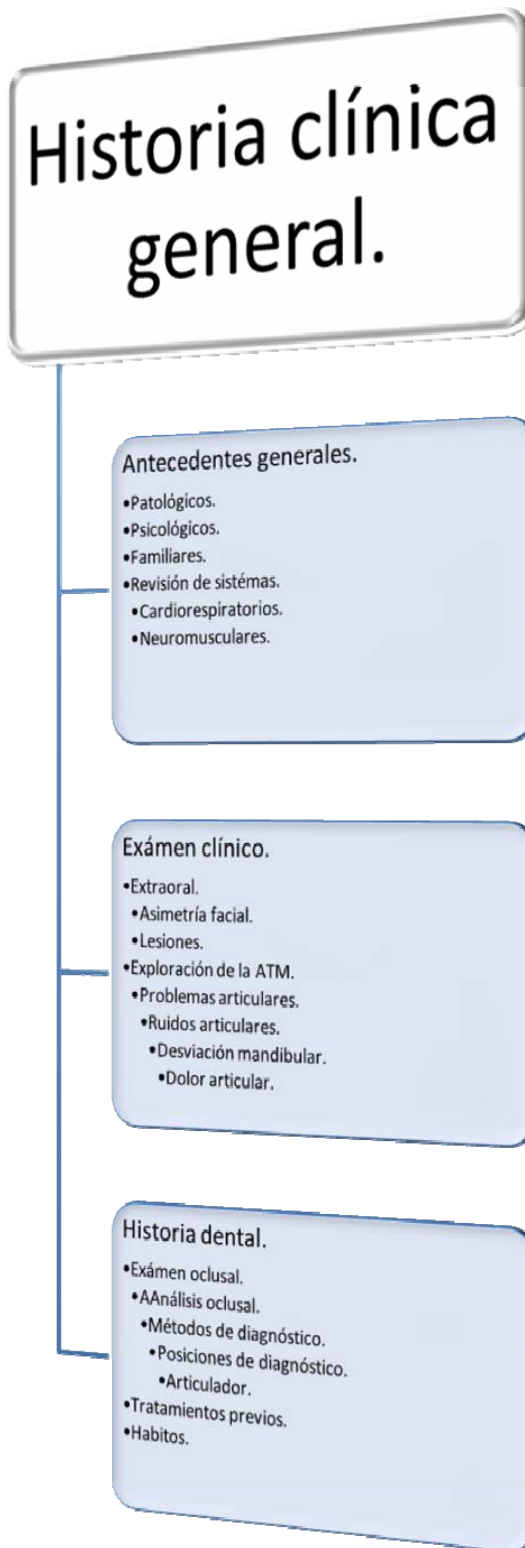 Historia clínica
general.
Antecedentes generales.
•Patológicos.
•Psicológicos.
•Familiares.
•Revisión de sistémas.
•Cardiorespiratorios.
•Neuromusculares.
Exámen clínico.
•Extraoral.
•Asimetría facial.
•Lesiones.
•Exploración de la ATM.
•Problemas articulares.
•Ruidos articulares.
•Desviación mandibular.
•Dolor articular.
Historia dental.
•Exámen oclusal.
•AAnálisis oclusal.
•Métodos de diagnóstico.
•Posiciones de diagnóstico.
•Articulador.
•Tratamientos previos.
•Habitos.